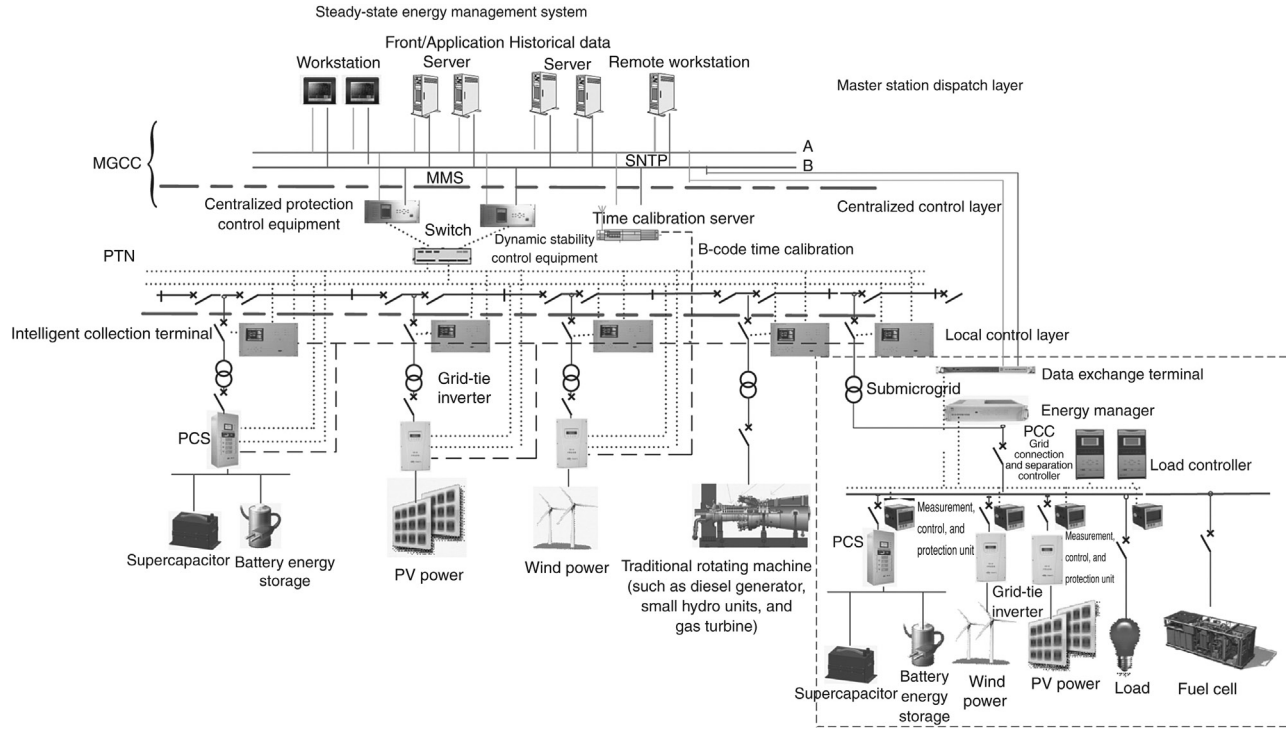 Steady-state energy management system
Front/Application Historical data
Workstation
Server
Server
Remote workstation
Master station dispatch layer
A
MGCC
SNTP
B
MMS
Centralized protection
control equipment
Centralized control layer
Time calibration server
Switch
Dynamic stability
control equipment
B-code time calibration
PTN
Intelligent collection terminal
Local control layer
Grid-tie
inverter
Submicrogrid
Data exchange terminal
Energy manager
PCS
PCC
Grid
connection
and separation
controller
Load controller
Measurement,
control, and
protection unit
Measurement,
control, and
protection unit
PCS
Supercapacitor
Battery energy
storage
PV power
Wind power
Traditional rotating machine
(such as diesel generator,
small hydro units, and
gas turbine)
Grid-tie
inverter
Supercapacitor
Battery
energy
storage
Wind
power
PV power
Load
Fuel cell